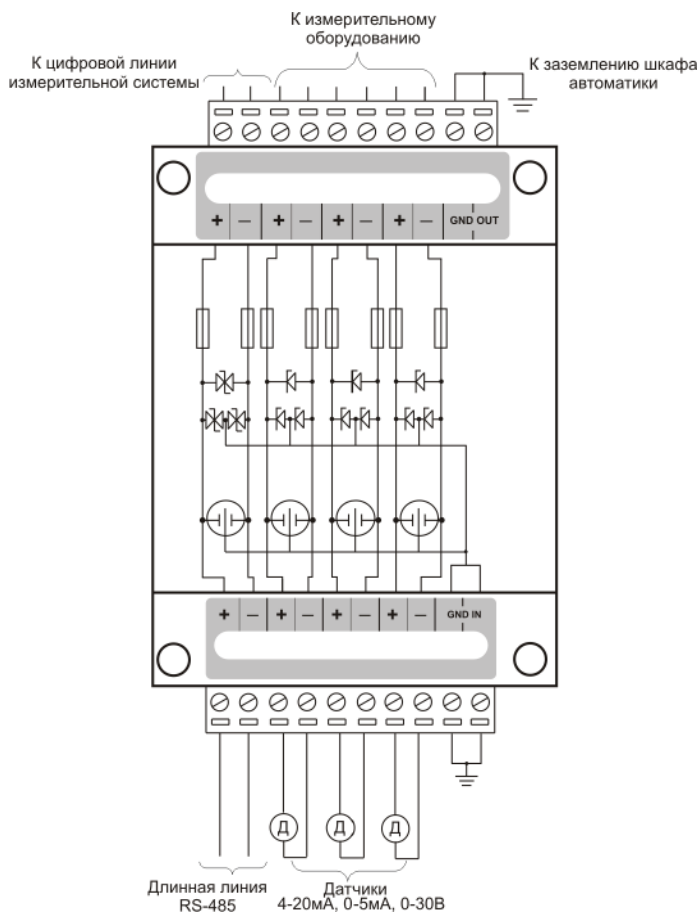 К измерительному
оборудованию
К цифровой линии
измерительной системы
К заземлению шкафа
автоматики
+ — + — + — + — GND OUT
+ — + — + — + — GND IN
Д Д Д
Длинная линия
RS-485
Датчики
4-20мА, 0-5мА, 0-30В